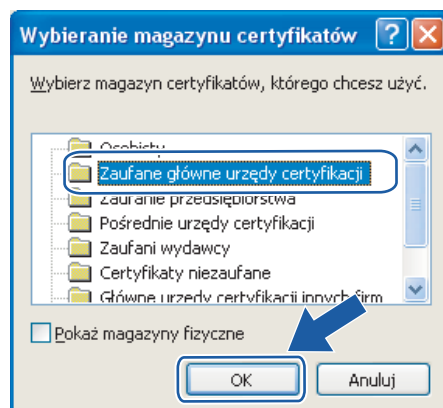 Wybieranie magazynu certyfikatów
Wybierz magazyn certyfikatów, którego chcesz użyć.
Osobisty
Zaufane główne urzędy certyfikacji
Zaufanie przedsiębiorstwa
Pośrednie urzędy certyfikacji
Zaufani wydawcy
Certyfikaty niezaufane
Główne urzędy certyfikacji innych firm
Pokaż magazyny fizyczne
OK
Anuluj